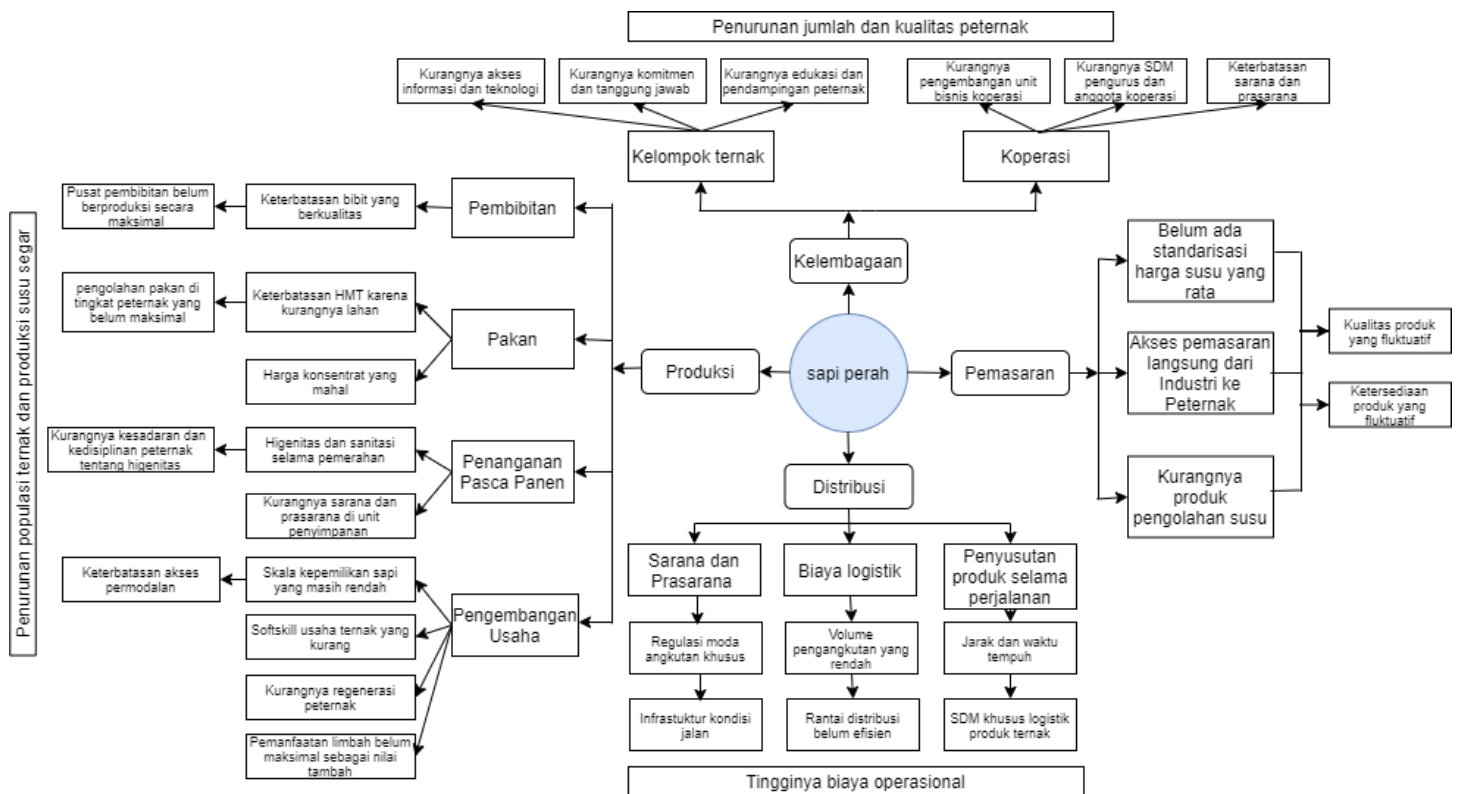 Penurunan jumlah dan kualitas peternak
Kurangnya akses
informasi dan teknologi
Kurangnya komitmen
dan tanggung jawab
Kurangnya edukasi dan
pendampingan peternak
Kurangnya
pengembangan unit
bisnis koperasi
Kurangnya SDM
pengurus dan
anggota koperasi
Keterbatasan
sarana dan
prasarana
Kelompok ternak
Koperasi
Kelembagaan
Penurunan populasi ternak dan produksi susu segar
Pusat pembibitan belum
berproduksi secara
maksimal
Keterbatasan bibit yang
berkualitas
Pembibitan
pengolahan pakan di
tingkat peternak yang
belum maksimal
Keterbatasan HMT karena
kurangnya lahan
Harga konsentrat yang
mahal
Pakan
Kurangnya kesadaran dan
kedisiplinan peternak
tentang higenitas
Higenitas dan sanitasi
selama pemerahan
Kurangnya sarana dan
prasarana di unit
penyimpanan
Penanganan
Pasca Panen
Keterbatasan akses
permodalan
Skala kepemilikan sapi
yang masih rendah
Softskill usaha ternak yang
kurang
Kurangnya regenerasi
peternak
Pemanfaatan limbah belum
maksimal sebagai nilai
tambah
Pengembangan
Usaha
Produksi
sapi perah
Pemasaran
Belum ada
standarisasi
harga susu yang
rata
Akses pemasaran
langsung dari
Industri ke
Peternak
Kurangnya
produk
pengolahan susu
Kualitas produk
yang fluktuatif
Ketersediaan
produk yang
fluktuatif
Distribusi
Sarana dan
Prasarana
Biaya logistik
Penyusutan
produk selama
perjalanan
Regulasi moda
angkutan khusus
Volume
pengangkutan yang
rendah
Jarak dan waktu
tempuh
Infrastuktur kondisi
jalan
Rantai distribusi
belum efisien
SDM khusus logistik
produk ternak
Tingginya biaya operasional